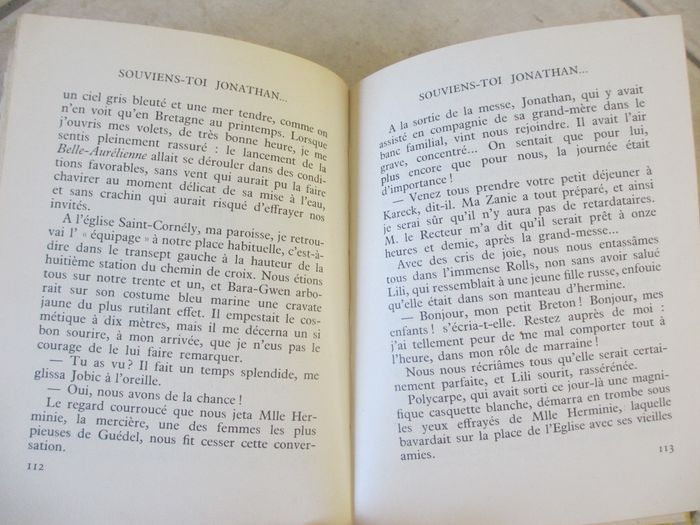 SOUVIENS-TOI JONATHAN...
un ciel gris bleuté et une mer tendre, comme on
n'en voit qu'en Bretagne au printemps. Lorsque
j'ouvris mes volets, de très bonne heure, je me
sentis pleinement rassuré : le lancement de la
Belle-Aurélienne allait se dérouler dans des condi-
tions favorables, sans vent qui aurait pu la faire
chavirer au moment délicat de sa mise à l'eau,
et sans crachin qui aurait risqué d'effrayer nos
invités.
A l'église Saint-Cornély, ma paroisse, je retrou-
vai l' « équipage » à notre place habituelle, c'est-à-
dire dans le transept gauche à la hauteur de la
huitième station du chemin de croix. Nous étions
tous sur notre trente et un, et Bara-Gwen arbo-
rait sur son costume bleu marine une cravate
jaune du plus rutilant effet. Il empestait le cos-
métique à dix mètres, mais il me décerna un si
bon sourire, à mon arrivée, que je n'eus pas le
courage de le lui faire remarquer.
— Tu as vu ? Il fait un temps splendide, me
glissa Jobic à l'oreille.
— Oui, nous avons de la chance !
Le regard courroucé que nous jeta Mlle Her-
minie, la mercière, une des femmes les plus
pieuses de Guédel, nous fit cesser cette conver-
sation.
112
SOUVIENS-TOI JONATHAN...
A la sortie de la messe, Jonathan, qui y avait
assisté en compagnie de sa grand-mère dans le
banc familial, vint nous rejoindre. Il avait l'air
grave, concentré... On sentait que pour lui,
plus encore que pour nous, la journée était
d'importance !
— Venez tous prendre votre petit déjeuner à
Kareck, dit-il. Ma Zanie a tout préparé, et ainsi
je serai sûr qu'il n'y aura pas de retardataires.
M. le Recteur m'a dit qu'il serait prêt à onze
heures et demie, après la grand-messe...
Avec des cris de joie, nous nous entassâmes
tous dans l'immense Rolls, non sans avoir salué
Lili, qui ressemblait à une jeune fille russe, enfouie
qu'elle était dans son manteau d'hermine.
— Bonjour, mon petit Breton ! Bonjour, mes
enfants ! s'écria-t-elle. Restez auprès de moi :
j'ai tellement peur de me mal comporter tout à
l'heure, dans mon rôle de marraine !
Nous nous récriâmes tous qu'elle serait certai-
nement parfaite, et Lili sourit, rassérénée.
Polycarpe, qui avait sorti ce jour-là une magni-
fique casquette blanche, démarra en trombe sous
les yeux effrayés de Mlle Herminie, laquelle
bavardait sur la place de l'Eglise avec ses vieilles
amies.
113